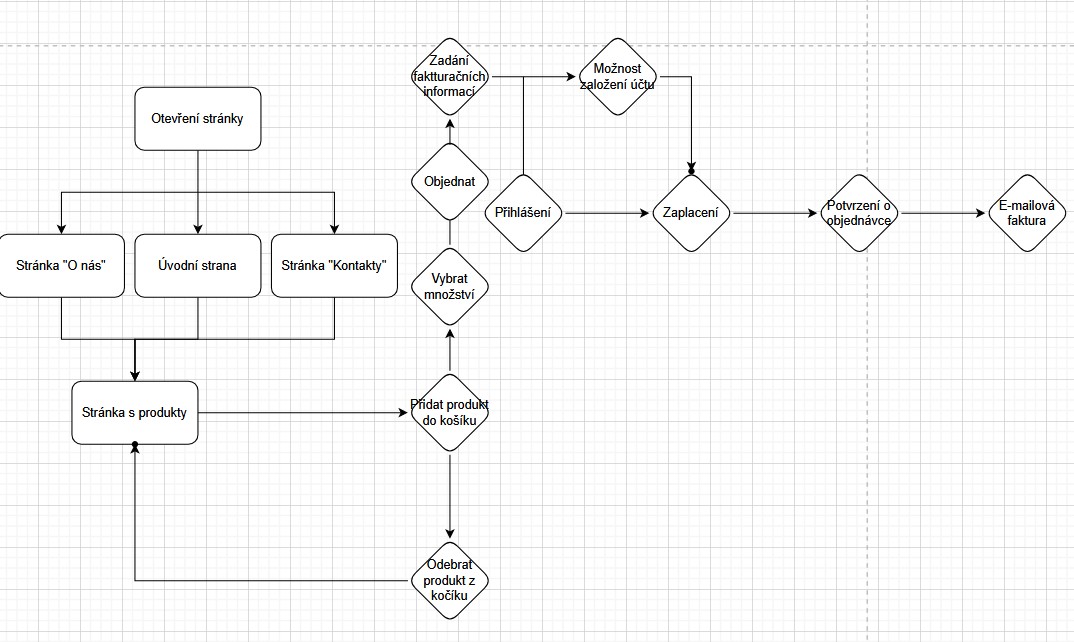 Otevření stránky
Stránka "O nás"
Úvodní strana
Stránka "Kontakty"
Stránka s produkty
Zadání
faktturačních
informací
Možnost
založení účtu
Objednat
Přihlášení
Zaplacení
Potvrzení o
objednávce
E-mailová
faktura
Vybrat
množství
Přidat produkt
do košíku
Odebrat
produkt z
kočíku